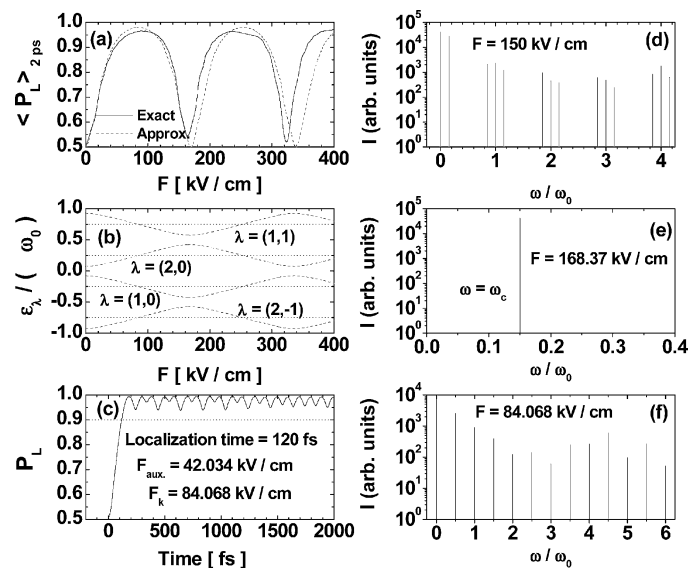 (a)
< P_L >_2 ps
1.0
0.9
0.8
0.7
0.6
0.5
Exact
Approx.
0 100 200 300 400
F [ kV / cm ]
(b)
ε_λ / ( ω_0 )
1.0
0.5
0.0
-0.5
-1.0
λ = (1,1)
λ = (2,0)
λ = (1,0)
λ = (2,-1)
0 100 200 300 400
F [ kV / cm ]
(c)
P_L
1.0
0.9
0.8
0.7
0.6
0.5
Localization time = 120 fs
F_aux. = 42.034 kV / cm
F_k = 84.068 kV / cm
0 500 1000 1500 2000
Time [ fs ]
(d)
I (arb. units)
10^5
10^4
10^3
10^2
10^1
10^0
F = 150 kV / cm
0 1 2 3 4
ω / ω_0
(e)
I (arb. units)
10^5
10^4
10^3
10^2
10^1
10^0
F = 168.37 kV / cm
ω = ω_c
0.0 0.1 0.2 0.3 0.4
ω / ω_0
(f)
I (arb. units)
10^4
10^3
10^2
10^1
10^0
F = 84.068 kV / cm
0 1 2 3 4 5 6
ω / ω_0